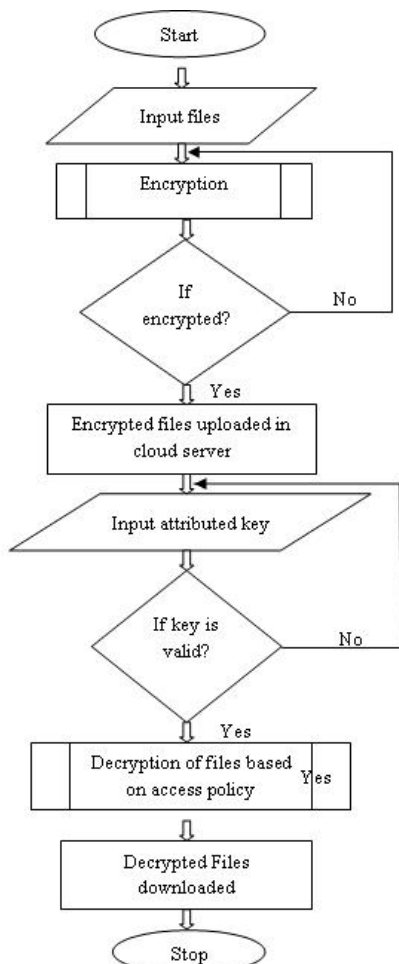 Start
Input files
Encryption
If
encrypted?
No
Yes
Encrypted files uploaded in
cloud server
Input attributed key
If key is
valid?
No
Yes
Decryption of files based
on access policy
Yes
Decrypted Files
downloaded
Stop